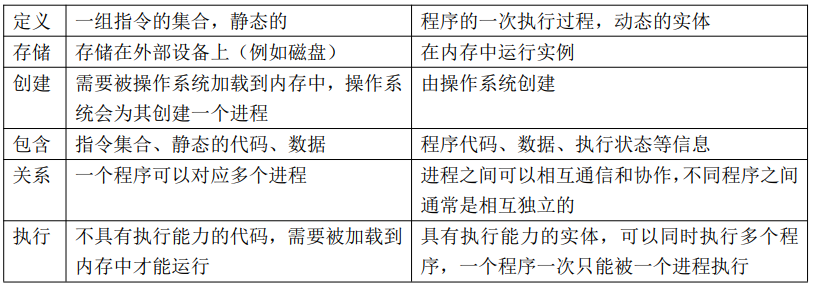 定义 一组指令的集合，静态的 程序的一次执行过程，动态的实体
存储 存储在外部设备上（例如磁盘） 在内存中运行实例
创建 需要被操作系统加载到内存中，操作系 由操作系统创建
统会为其创建一个进程
包含 指令集合、静态的代码、数据 程序代码、数据、执行状态等信息
关系 一个程序可以对应多个进程 进程之间可以相互通信和协作，不同程序之间
通常是相互独立的
执行 不具有执行能力的代码，需要被加载到 具有执行能力的实体，可以同时执行多个程
内存中才能运行 序，一个程序一次只能被一个进程执行